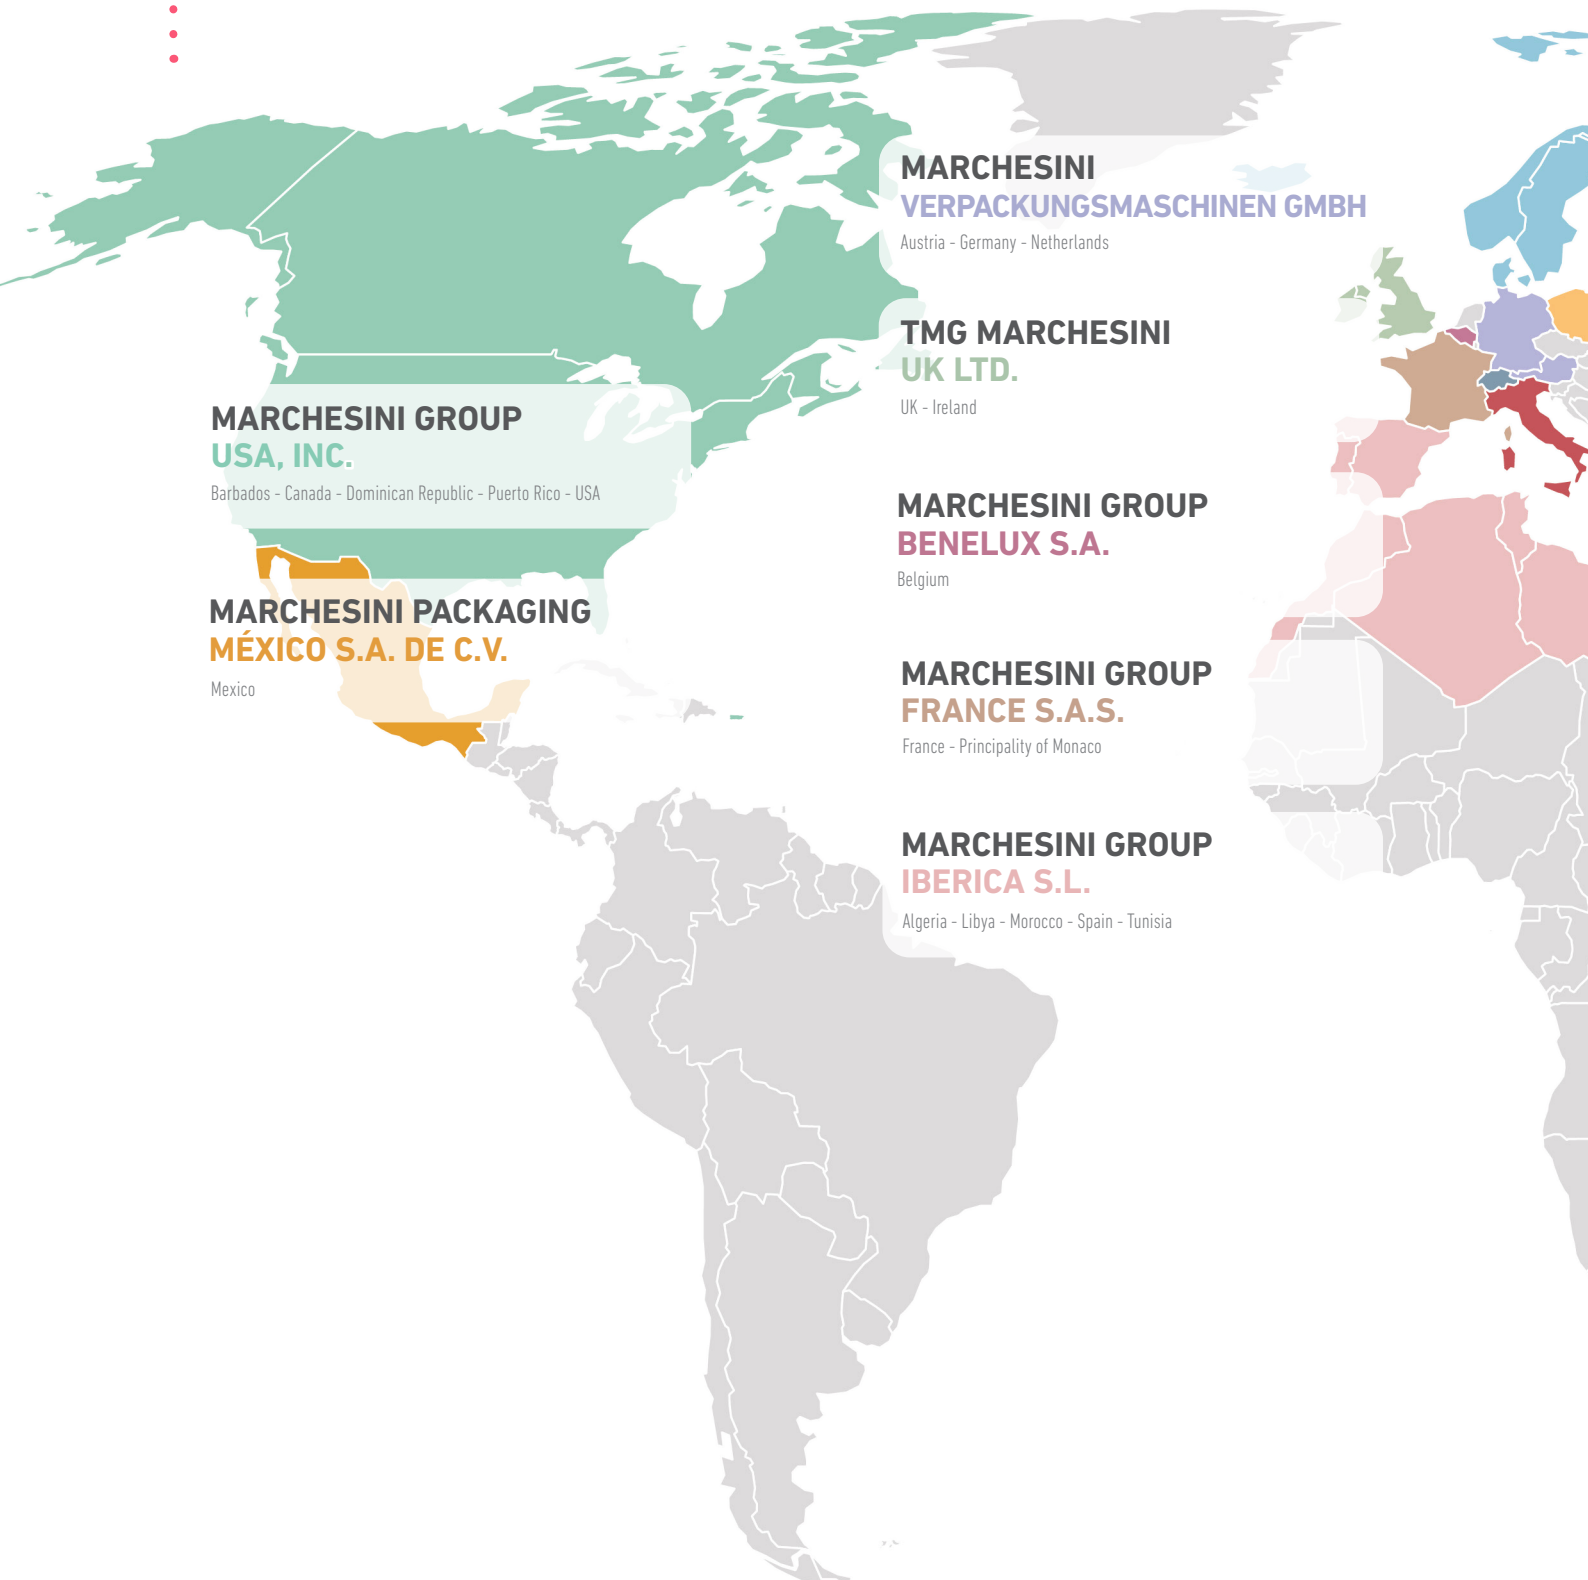 MARCHESINI GROUP
USA, INC.
Barbados - Canada - Dominican Republic - Puerto Rico - USA
MARCHESINI PACKAGING
MÉXICO S.A. DE C.V.
Mexico
MARCHESINI
VERPACKUNGSMASCHINEN GMBH
Austria - Germany - Netherlands
TMG MARCHESINI
UK LTD.
UK - Ireland
MARCHESINI GROUP
BENELUX S.A.
Belgium
MARCHESINI GROUP
FRANCE S.A.S.
France - Principality of Monaco
MARCHESINI GROUP
IBERICA S.L.
Algeria - Libya - Morocco - Spain - Tunisia